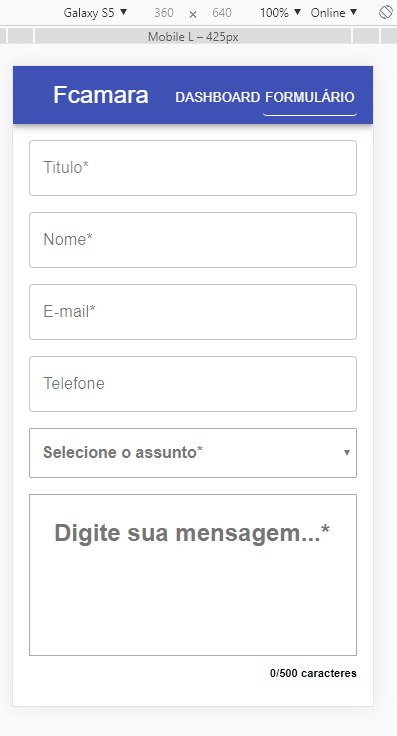 Galaxy S5 ▼ 360 × 640 100% ▼ Online ▼
Mobile L – 425px
Fcamara DASHBOARD FORMULÁRIO
Titulo*
Nome*
E-mail*
Telefone
Selecione o assunto* ▼
Digite sua mensagem...*
0/500 caracteres